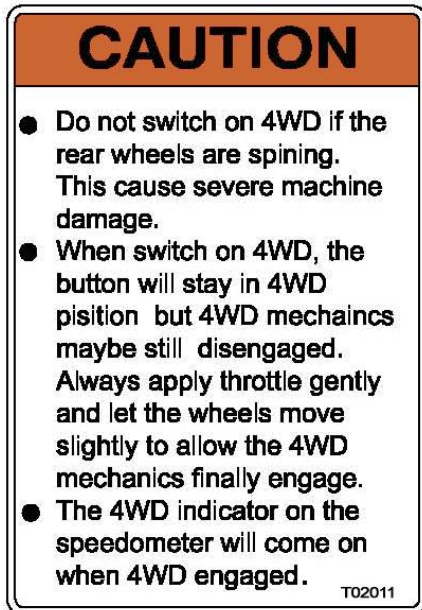 CAUTION
● Do not switch on 4WD if the
rear wheels are spining.
This cause severe machine
damage.
● When switch on 4WD, the
button will stay in 4WD
pisition but 4WD mechaincs
maybe still disengaged.
Always apply throttle gently
and let the wheels move
slightly to allow the 4WD
mechanics finally engage.
● The 4WD indicator on the
speedometer will come on
when 4WD engaged.
T02011